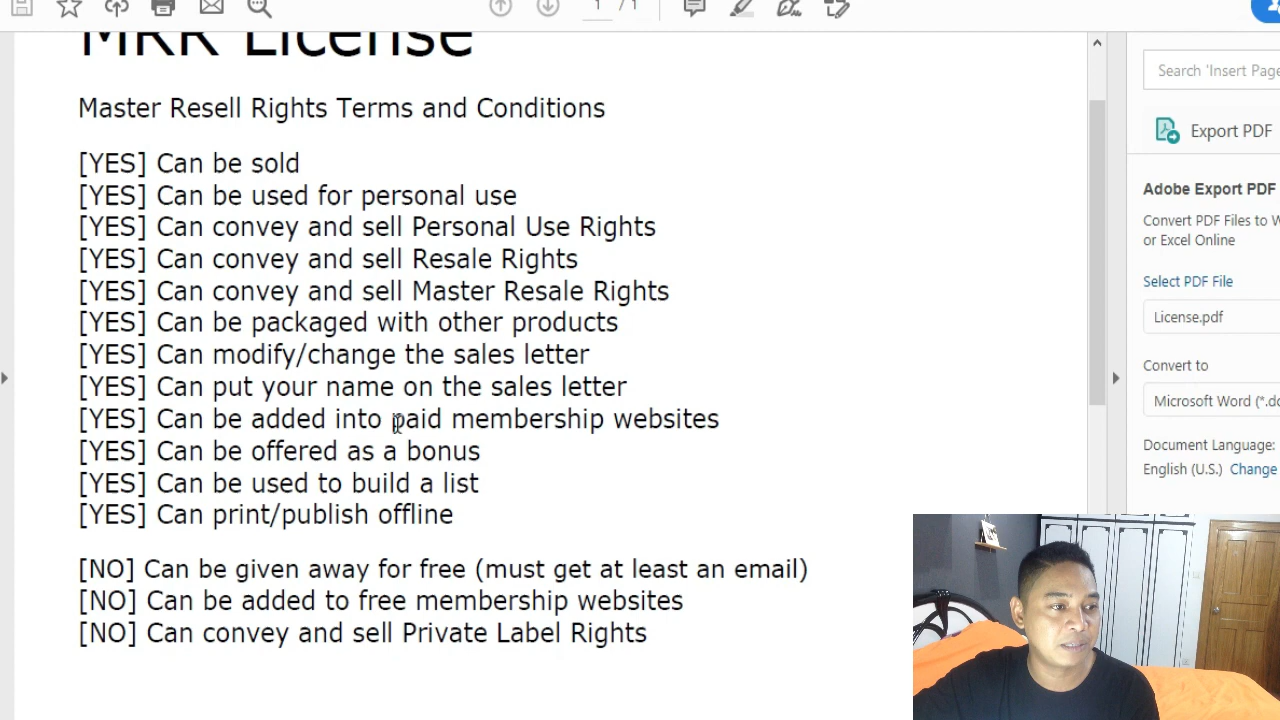 1 / 1
MRR License
Master Resell Rights Terms and Conditions
[YES] Can be sold
[YES] Can be used for personal use
[YES] Can convey and sell Personal Use Rights
[YES] Can convey and sell Resale Rights
[YES] Can convey and sell Master Resale Rights
[YES] Can be packaged with other products
[YES] Can modify/change the sales letter
[YES] Can put your name on the sales letter
[YES] Can be added into paid membership websites
[YES] Can be offered as a bonus
[YES] Can be used to build a list
[YES] Can print/publish offline
[NO] Can be given away for free (must get at least an email)
[NO] Can be added to free membership websites
[NO] Can convey and sell Private Label Rights
Search 'Insert Page
Export PDF
Adobe Export PDF
Convert PDF Files to W
or Excel Online
Select PDF File
License.pdf
Convert to
Microsoft Word (*.do
Document Language:
English (U.S.) Change